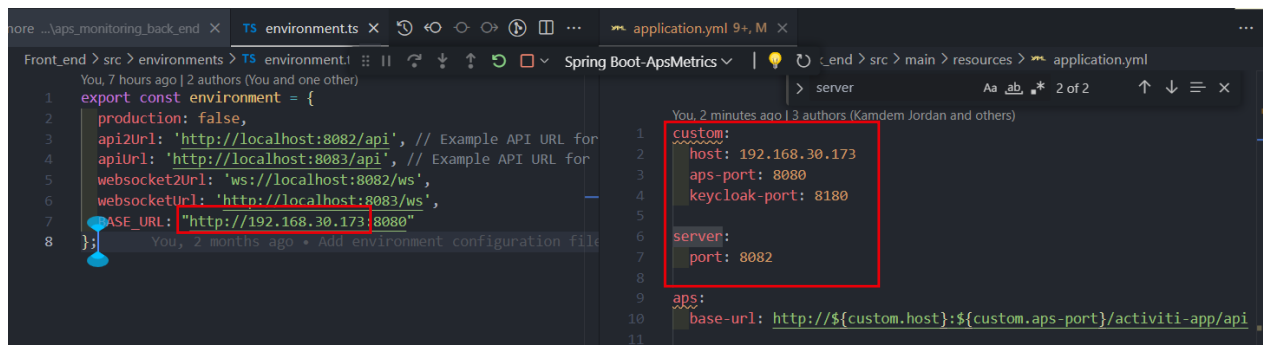 nore ...\aps_monitoring_back_end
TS environment.ts
application.yml 9+, M
Front_end > src > environments > TS environment.t
Spring Boot-ApsMetrics
_end > src > main > resources > application.yml
> server Aa ab * 2 of 2
You, 7 hours ago | 2 authors (You and one other)
1 export const environment = {
2 production: false,
3 api2Url: 'http://localhost:8082/api', // Example API URL for
4 apiUrl: 'http://localhost:8083/api', // Example API URL for
5 websocket2Url: 'ws://localhost:8082/ws',
6 websocketUrl: 'http://localhost:8083/ws',
7 BASE_URL: "http://192.168.30.173:8080"
8 }; You, 2 months ago • Add environment configuration file
You, 2 minutes ago | 3 authors (Kamdem Jordan and others)
1 custom:
2 host: 192.168.30.173
3 aps-port: 8080
4 keycloak-port: 8180
5
6 server:
7 port: 8082
8
9 aps:
10 base-url: http://${custom.host}:${custom.aps-port}/activiti-app/api
11